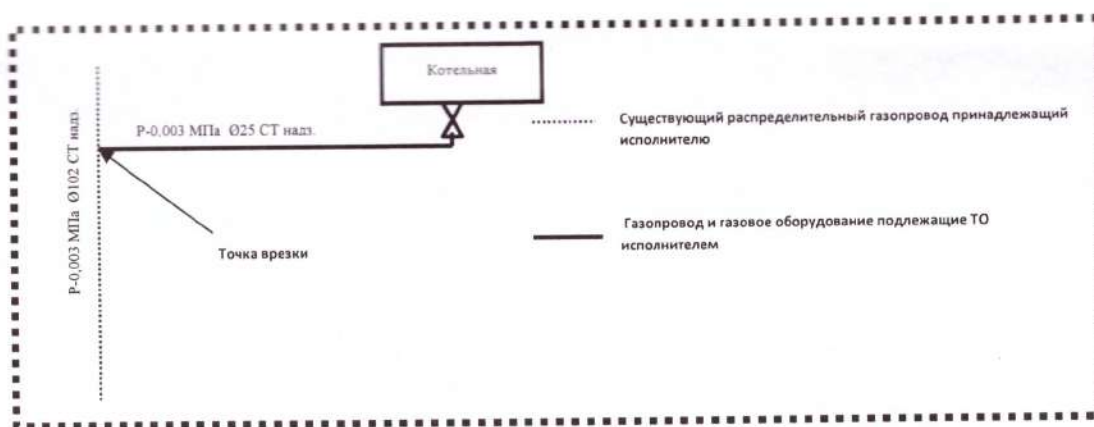 Котельная
Р-0,003 МПа Ø25 СТ надз.
Р-0,003 МПа Ø102 СТ надз.
Точка врезки
Существующий распределительный газопровод принадлежащий
исполнителю
Газопровод и газовое оборудование подлежащие ТО
исполнителем